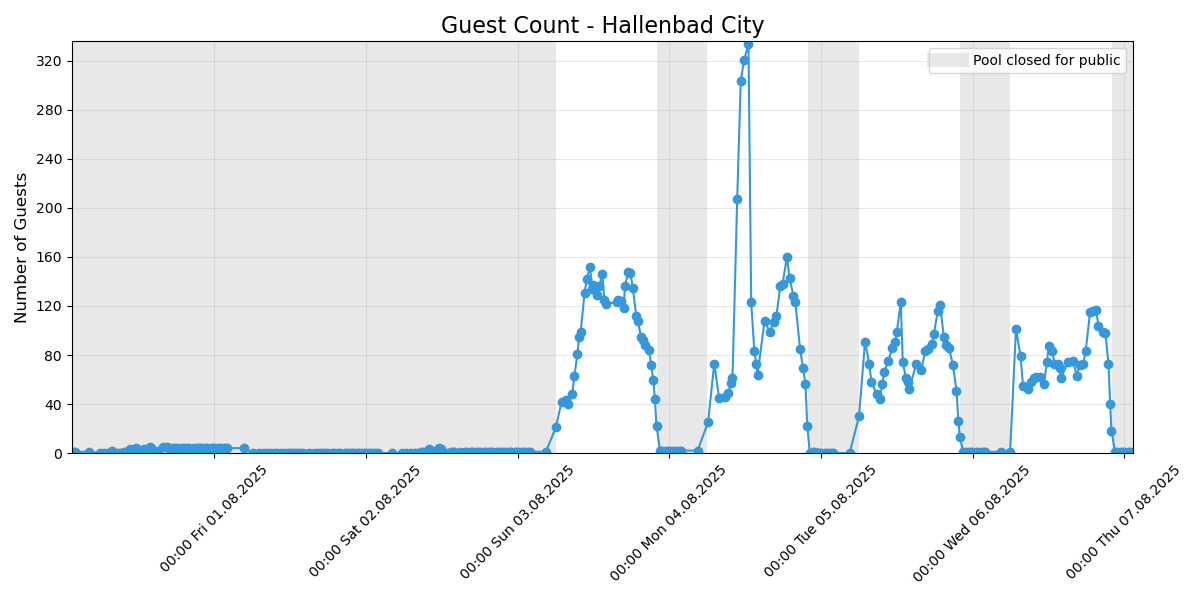 Guest Count - Hallenbad City
Pool closed for public
Number of Guests
320
280
240
200
160
120
80
40
0
00:00 Fri 01.08.2025
00:00 Sat 02.08.2025
00:00 Sun 03.08.2025
00:00 Mon 04.08.2025
00:00 Tue 05.08.2025
00:00 Wed 06.08.2025
00:00 Thu 07.08.2025